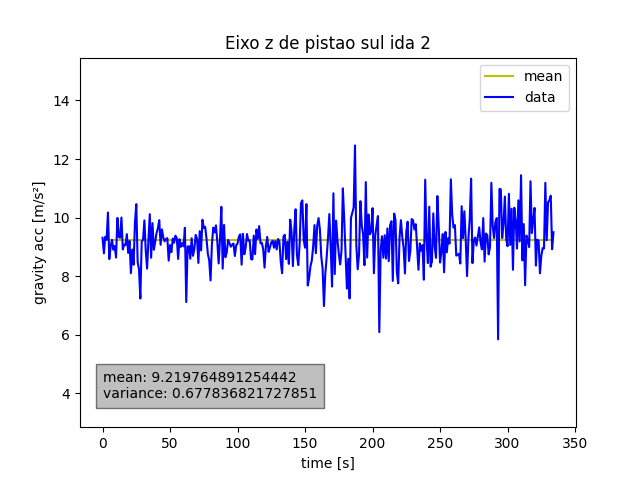 Eixo z de pistao sul ida 2
mean
data
gravity acc [m/s²]
14
12
10
8
6
4
mean: 9.219764891254442
variance: 0.677836821727851
0 50 100 150 200 250 300 350
time [s]